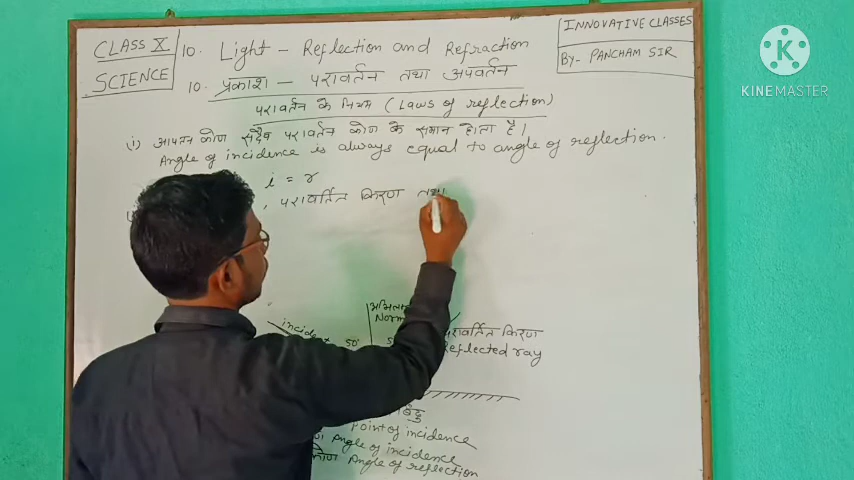 CLASS X
SCIENCE
10. Light - Reflection and Refraction
10. प्रकाश - परावर्तन तथा अपवर्तन
INNOVATIVE CLASSES
By- PANCHAM SIR
KINEMASTER
परावर्तन के नियम (Laws of reflection)
(i) आपतन कोण सदैव परावर्तन कोण के समान होता है।
Angle of incidence is always equal to angle of reflection.
i = r
, परावर्तित किरण तथा
Norm
incident 50°
परावर्तित किरण
reflected ray
Point of incidence
Angle of incidence
कोण Angle of reflection